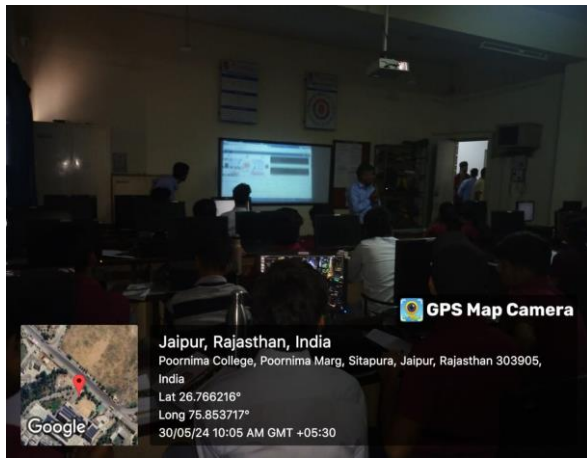 GPS Map Camera
Jaipur, Rajasthan, India
Poornima College, Poornima Marg, Sitapura, Jaipur, Rajasthan 303905,
India
Lat 26.766216°
Long 75.853717°
30/05/24 10:05 AM GMT +05:30
Google